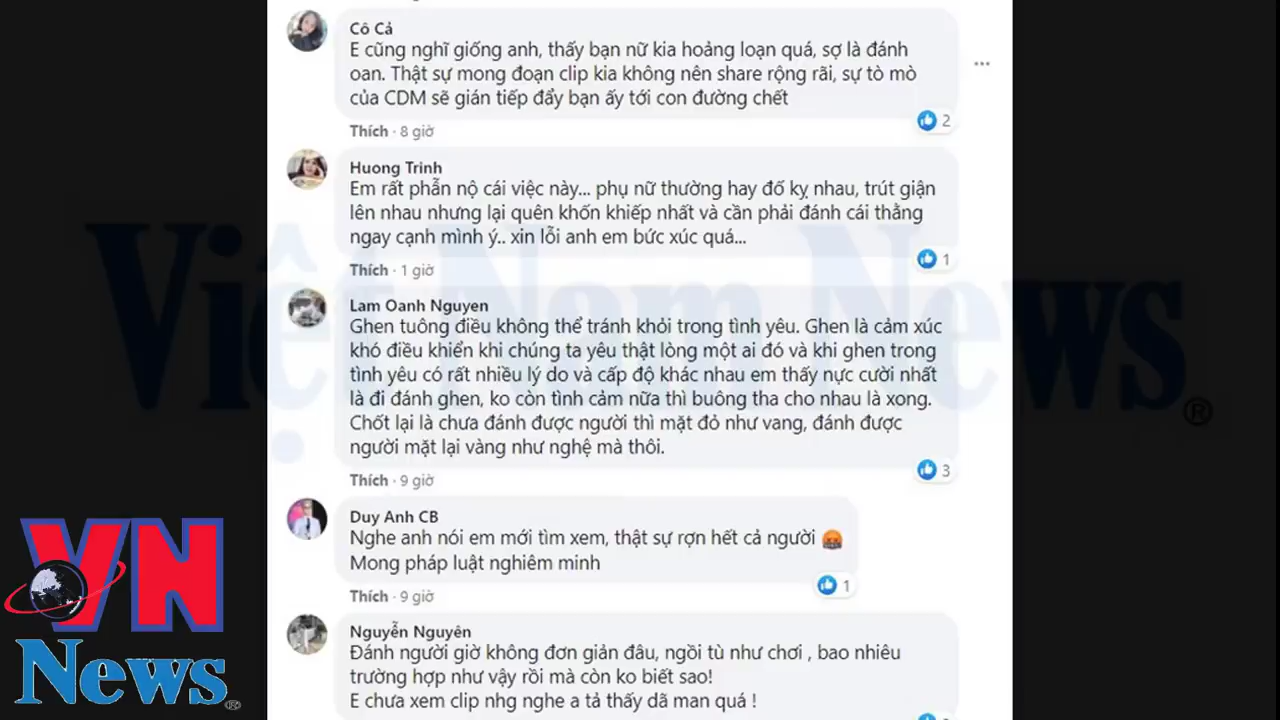 Cô Cả
E cũng nghĩ giống anh, thấy bạn nữ kia hoảng loạn quá, sợ là đánh
oan. Thật sự mong đoạn clip kia không nên share rộng rãi, sự tò mò
của CDM sẽ gián tiếp đẩy bạn ấy tới con đường chết
2
Thích · 8 giờ
Huong Trinh
Em rất phẫn nộ cái việc này... phụ nữ thường hay đố kỵ nhau, trút giận
lên nhau nhưng lại quên khốn khiếp nhất và cần phải đánh cái thằng
ngay cạnh mình ý.. xin lỗi anh em bức xúc quá...
1
Thích · 1 giờ
Lam Oanh Nguyen
Ghen tuông điều không thể tránh khỏi trong tình yêu. Ghen là cảm xúc
khó điều khiển khi chúng ta yêu thật lòng một ai đó và khi ghen trong
tình yêu có rất nhiều lý do và cấp độ khác nhau em thấy nực cười nhất
là đi đánh ghen, ko còn tình cảm nữa thì buông tha cho nhau là xong.
Chốt lại là chưa đánh được người thì mặt đỏ như vang, đánh được
người mặt lại vàng như nghệ mà thôi.
3
Thích · 9 giờ
Duy Anh CB
Nghe anh nói em mới tìm xem, thật sự rợn hết cả người 🤬
Mong pháp luật nghiêm minh
1
Thích · 9 giờ
Nguyễn Nguyên
Đánh người giờ không đơn giản đâu, ngồi tù như chơi , bao nhiêu
trường hợp như vậy rồi mà còn ko biết sao!
E chưa xem clip nhg nghe a tả thấy dã man quá !
Việt Nam News ®
VN
News ®